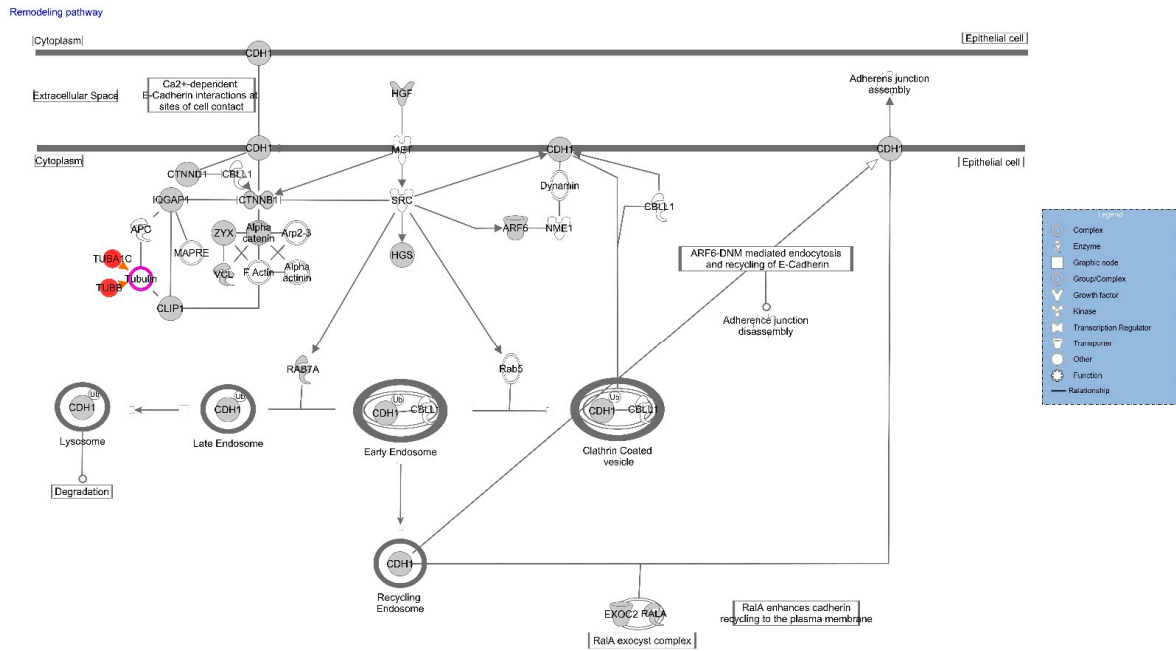 Remodeling pathway
Cytoplasm
Epithelial cell
CDH1
Ca2+-dependent
E-Cadherin interactions at
sites of cell contact
Extracellular Space
HGF
Adherens junction
assembly
CDH1
MET
CDH1
CDH1
Cytoplasm
Epithelial cell
CTNND1
CBLL1
Dynamin
IQGAP1
CTNNB1
SRC
CBLL1
APC
ZYX
Alpha
catenin
Arp2-3
ARF6
NME1
MAPRE
HGS
TUBA1C
Tubulin
VCL
F Actin
Alpha
actinin
TUBB
CLIP1
ARF6-DNM mediated endocytosis
and recycling of E-Cadherin
Adherence junction
disassembly
RAB7A
Rab5
Ub
CDH1
Lysosome
Ub
CDH1
Late Endosome
Ub
CDH1
CBLL1
Early Endosome
Ub
CDH1
CBLL1
Clathrin Coated
vesicle
Degradation
CDH1
Recycling
Endosome
EXOC2
RALA
RalA exocyst complex
RalA enhances cadherin
recycling to the plasma membrane
Legend
Complex
Enzyme
Graphic node
Group/Complex
Growth factor
Kinase
Transcription Regulator
Transporter
Other
Function
Relationship